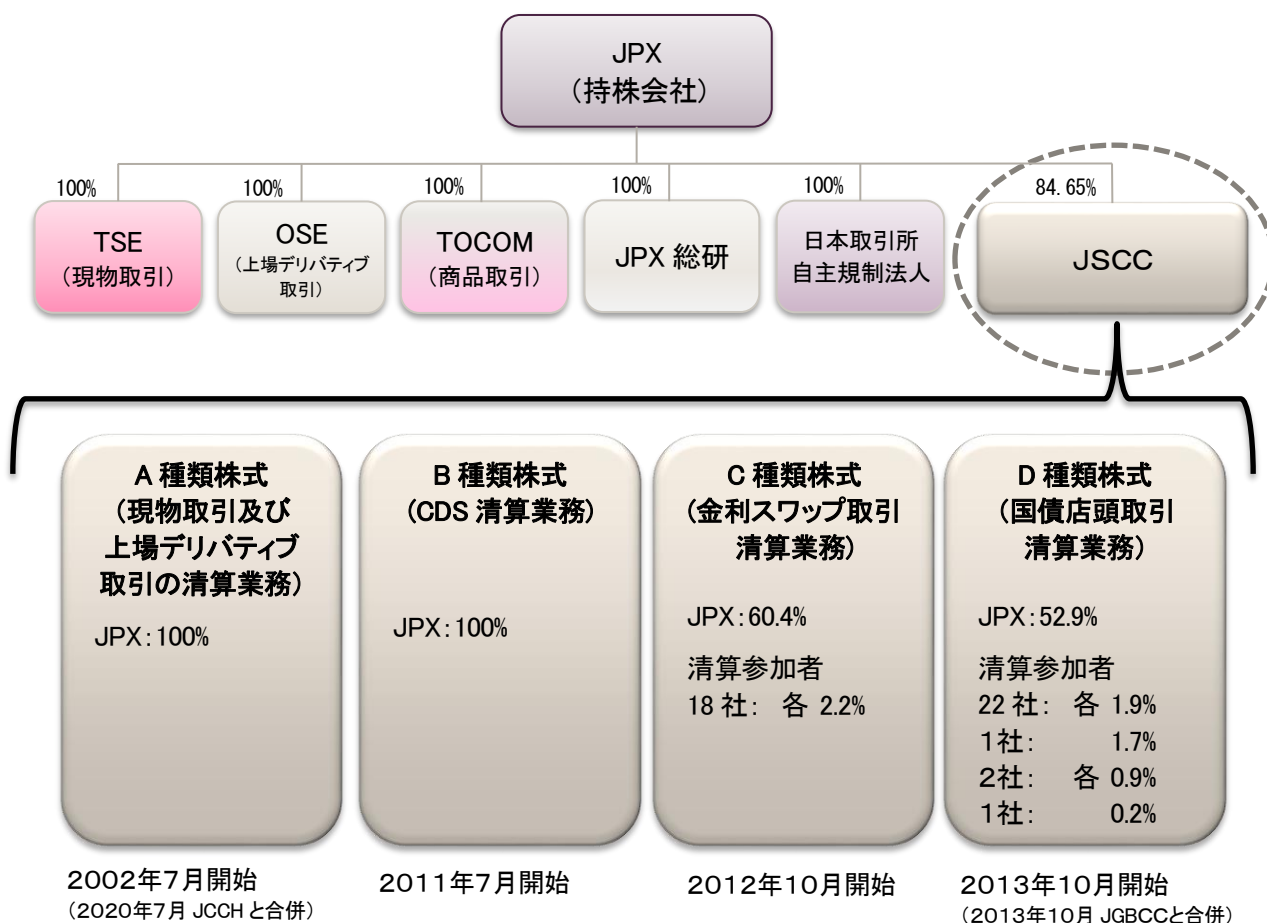 JPX
（持株会社）
100%
100%
100%
100%
100%
84.65%
TSE
（現物取引）
OSE
（上場デリバティブ
取引）
TOCOM
（商品取引）
JPX 総研
日本取引所
自主規制法人
JSCC
A 種類株式
（現物取引及び
上場デリバティブ
取引の清算業務）
JPX：100%
B 種類株式
（CDS 清算業務）
JPX：100%
C 種類株式
（金利スワップ取引
清算業務）
JPX：60.4%
清算参加者
18 社： 各 2.2%
D 種類株式
（国債店頭取引
清算業務）
JPX：52.9%
清算参加者
22 社： 各 1.9%
１社： 1.7%
２社： 各 0.9%
１社： 0.2%
２００２年７月開始
（2020年7月 JCCH と合併）
２０１１年７月開始
２０１２年１０月開始
２０１３年１０月開始
（2013年10月 JGBCCと合併）